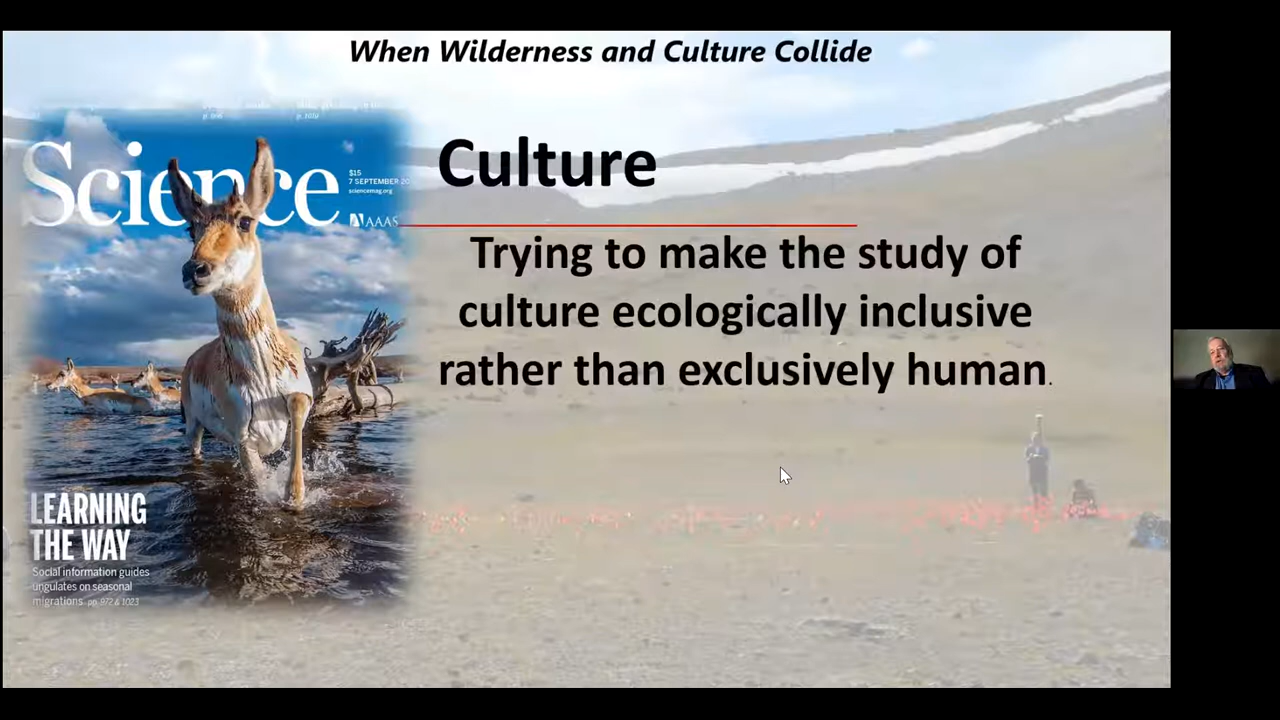 When Wilderness and Culture Collide
Science
$15
7 SEPTEMBER
sciencemag.org
AAAS
Culture
Trying to make the study of
culture ecologically inclusive
rather than exclusively human.
LEARNING
THE WAY
Social information guides
ungulates on seasonal
migrations pp. 972 & 1023